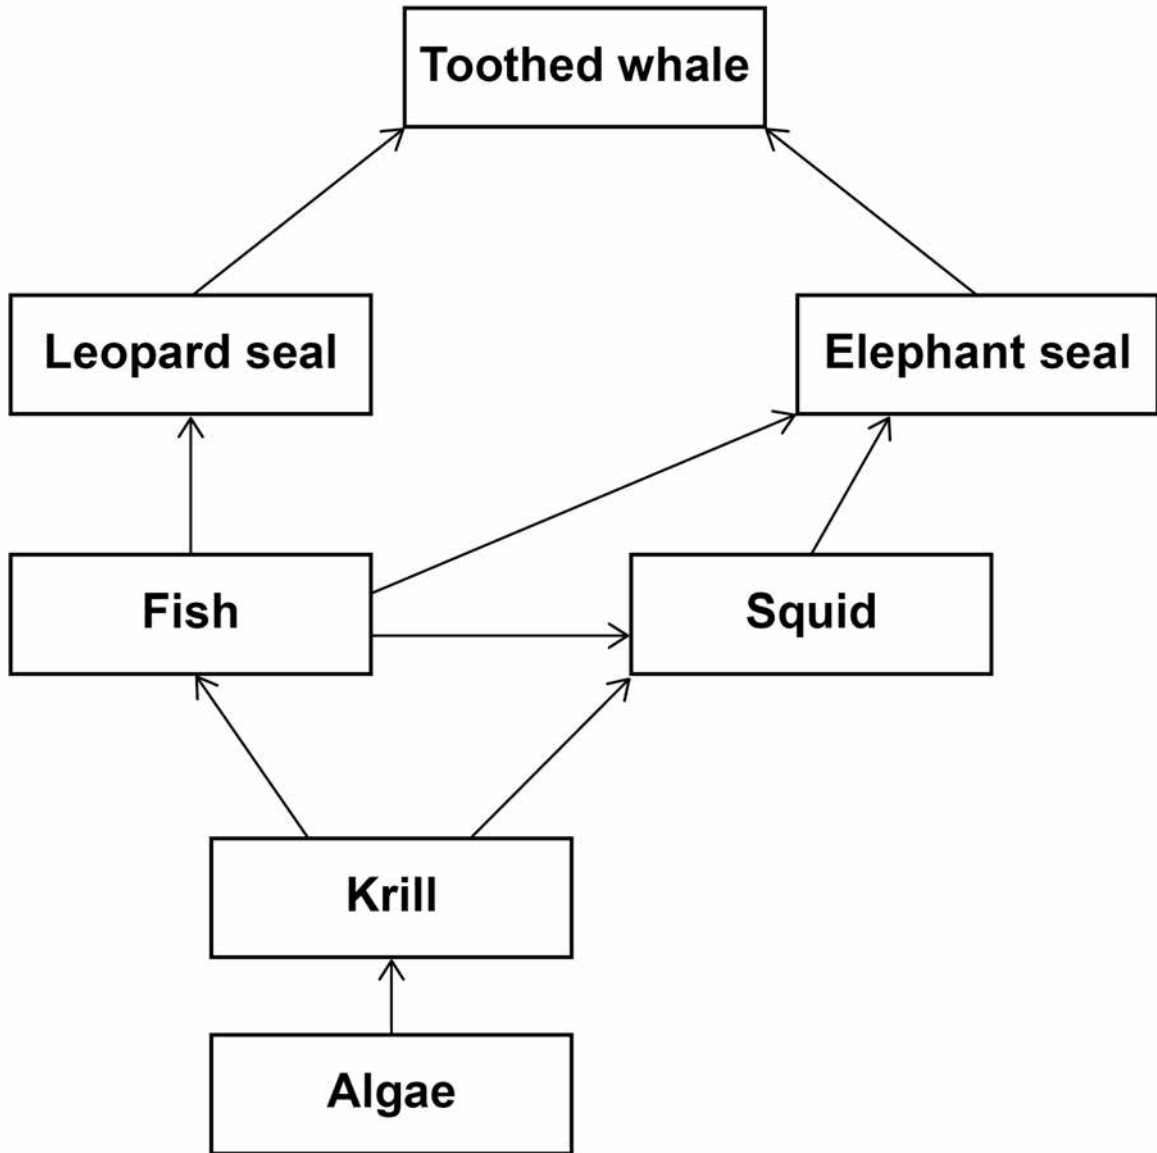 Toothed whale
Leopard seal
Elephant seal
Fish
Squid
Krill
Algae